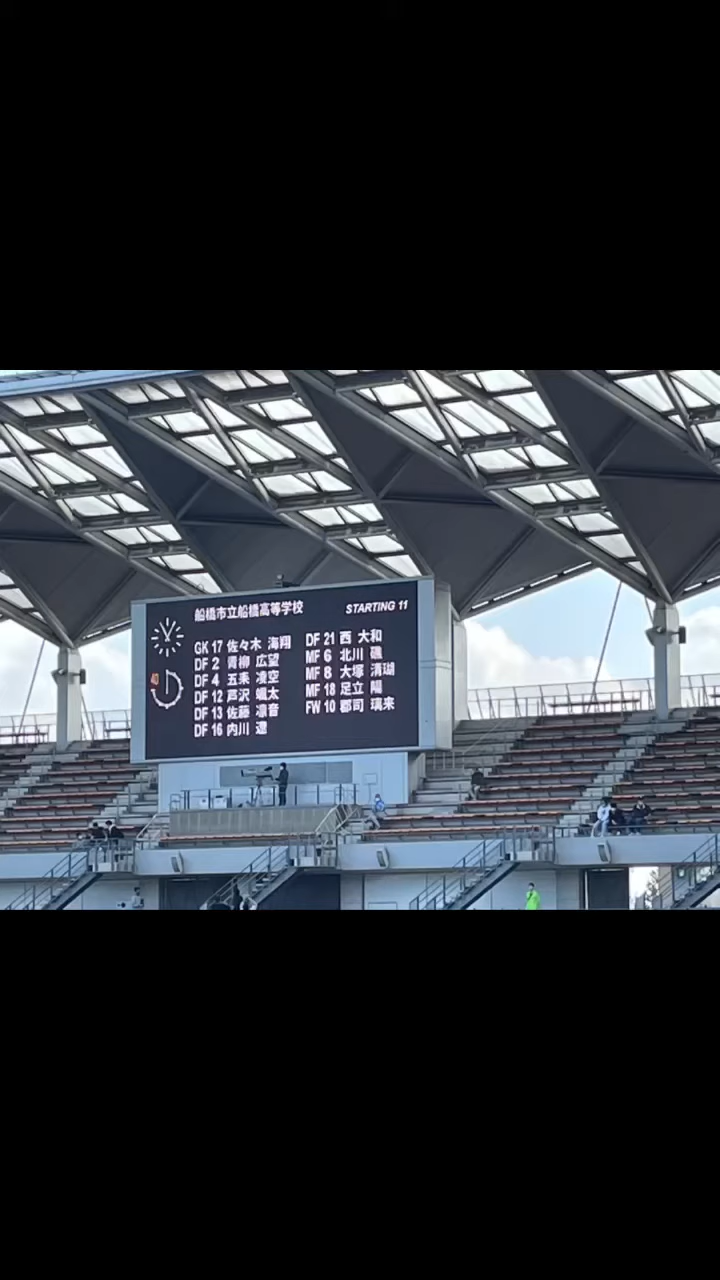 船橋市立船橋高等学校 STARTING 11
GK 17 佐々木 海翔
DF 2 青柳 広望
DF 4 五来 凌空
DF 12 芦沢 颯太
DF 13 佐藤 凛音
DF 16 内川 遼
DF 21 西 大和
MF 6 北川 礁
MF 8 大塚 清瑚
MF 18 足立 陽
FW 10 郡司 璃来
40